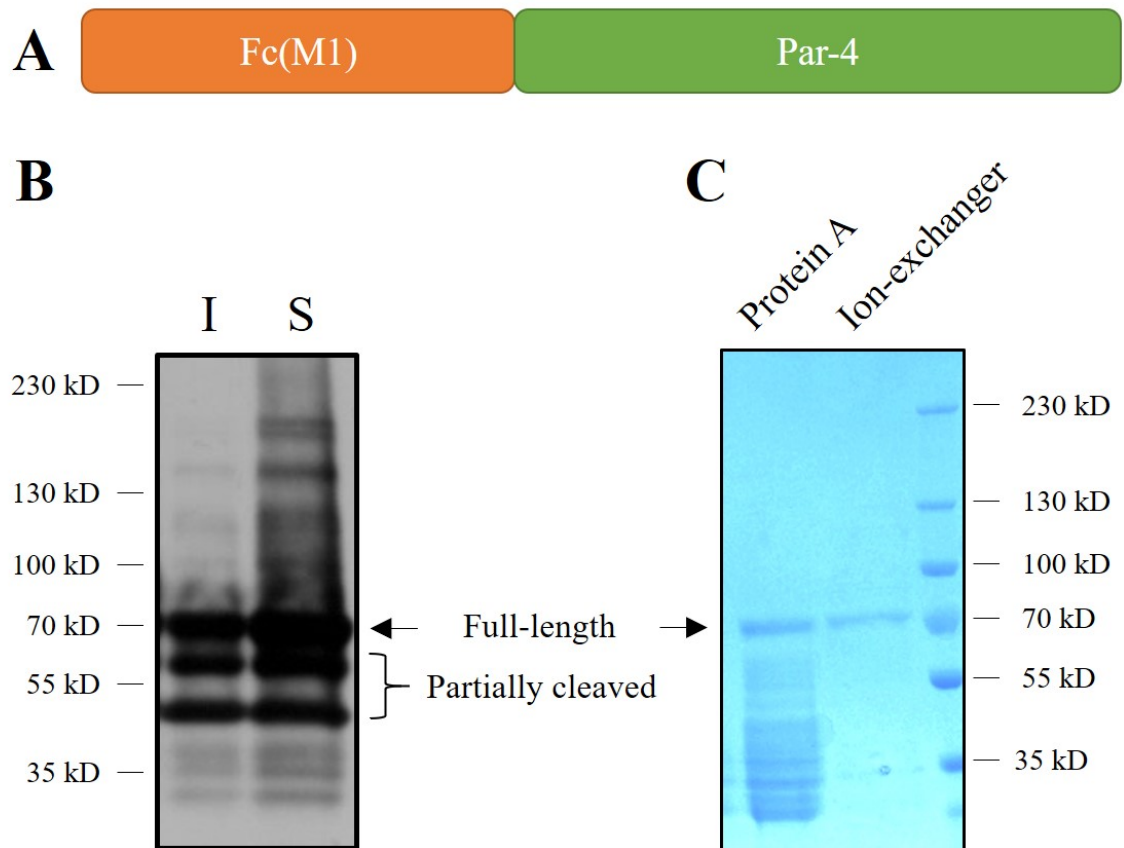 A
Fc(M1)
Par-4
B
I
S
230 kD
130 kD
100 kD
70 kD
55 kD
35 kD
Full-length
Partially cleaved
C
Protein A
Ion-exchanger
230 kD
130 kD
100 kD
70 kD
55 kD
35 kD